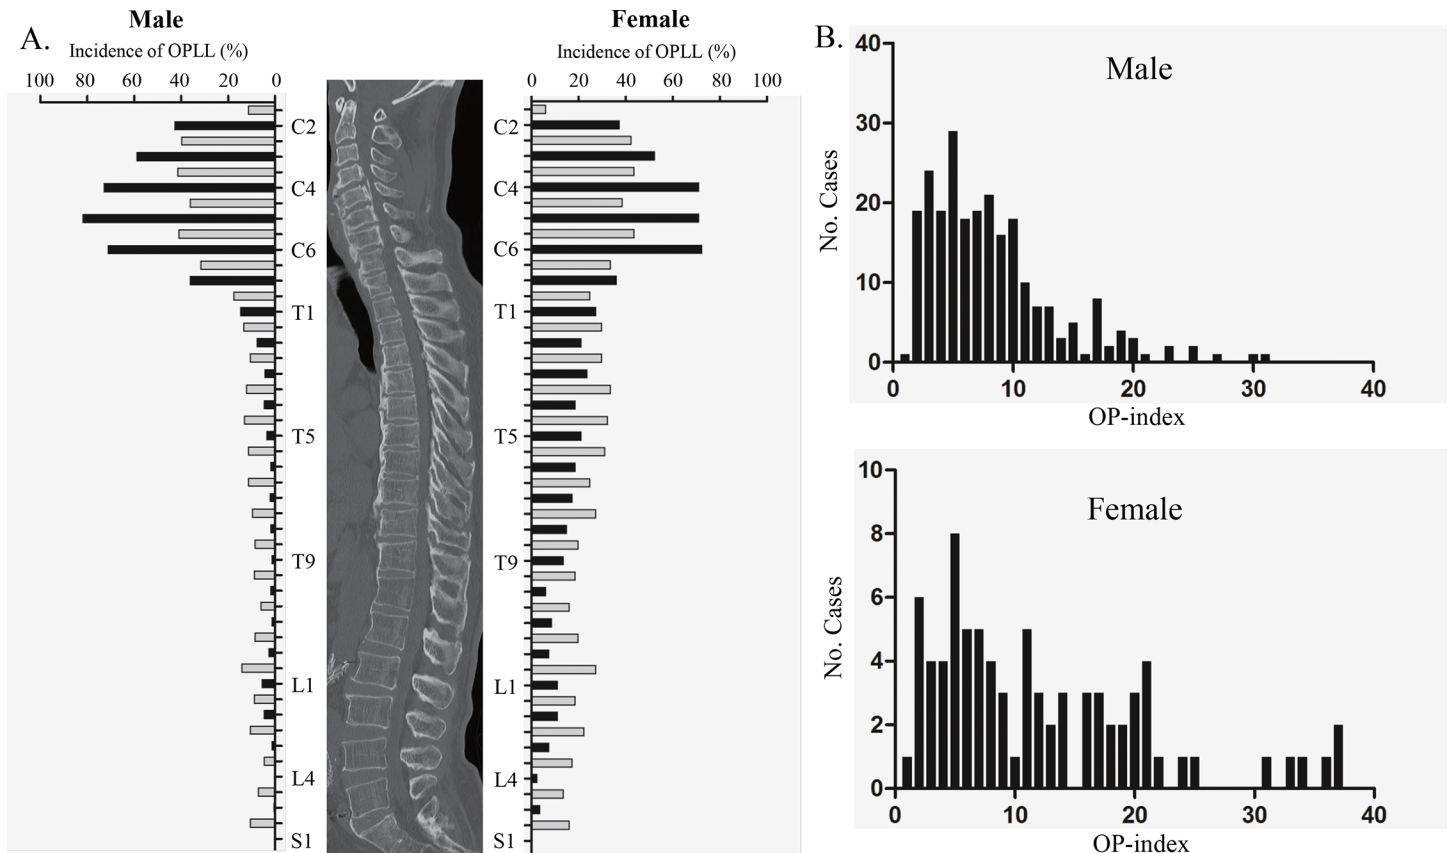 A.
Male
Incidence of OPLL (%)
100 80 60 40 20 0
Female
Incidence of OPLL (%)
0 20 40 60 80 100
C2 C2
C4 C4
C6 C6
T1 T1
T5 T5
T9 T9
L1 L1
L4 L4
S1 S1
B.
Male
No. Cases
40
30
20
10
0
0 10 20 30 40
OP-index
Female
No. Cases
10
8
6
4
2
0
0 10 20 30 40
OP-index